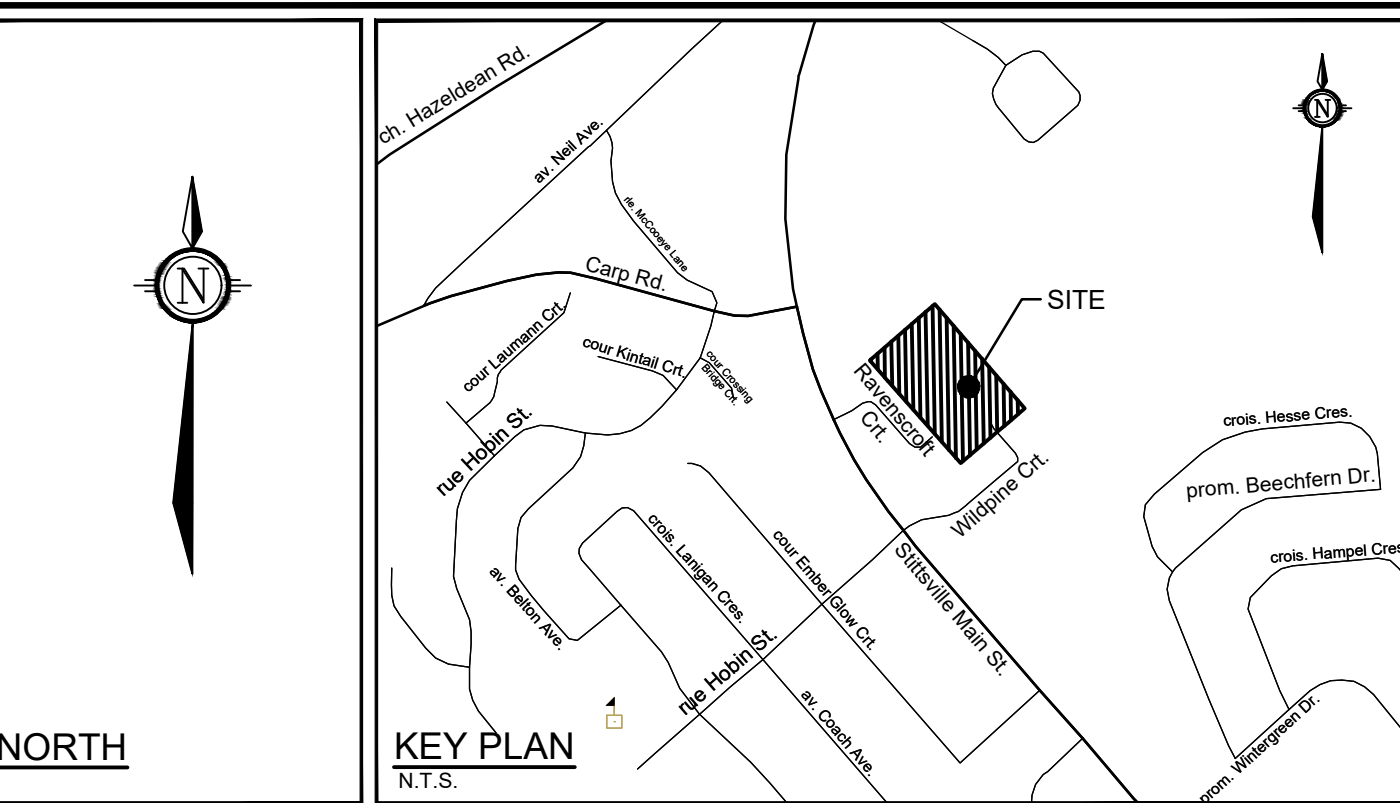 N
NORTH
ch. Hazeldean Rd.
av. Neil Ave.
rle. McCooeye Lane
N
Carp Rd.
SITE
cour Laumann Crt.
cour Kintail Crt.
cour Crossing
Bridge Crt.
Ravenscroft
Crt.
rue Hobin St.
crois. Hesse Cres.
prom. Beechfern Dr.
Wildpine Crt.
crois. Lanigan Cres.
cour Ember Glow Crt.
Stittsville Main St.
crois. Hampel Cres
av. Belton Ave.
rue Hobin St.
av. Coach Ave.
prom. Wintergreen Dr.
KEY PLAN
N.T.S.